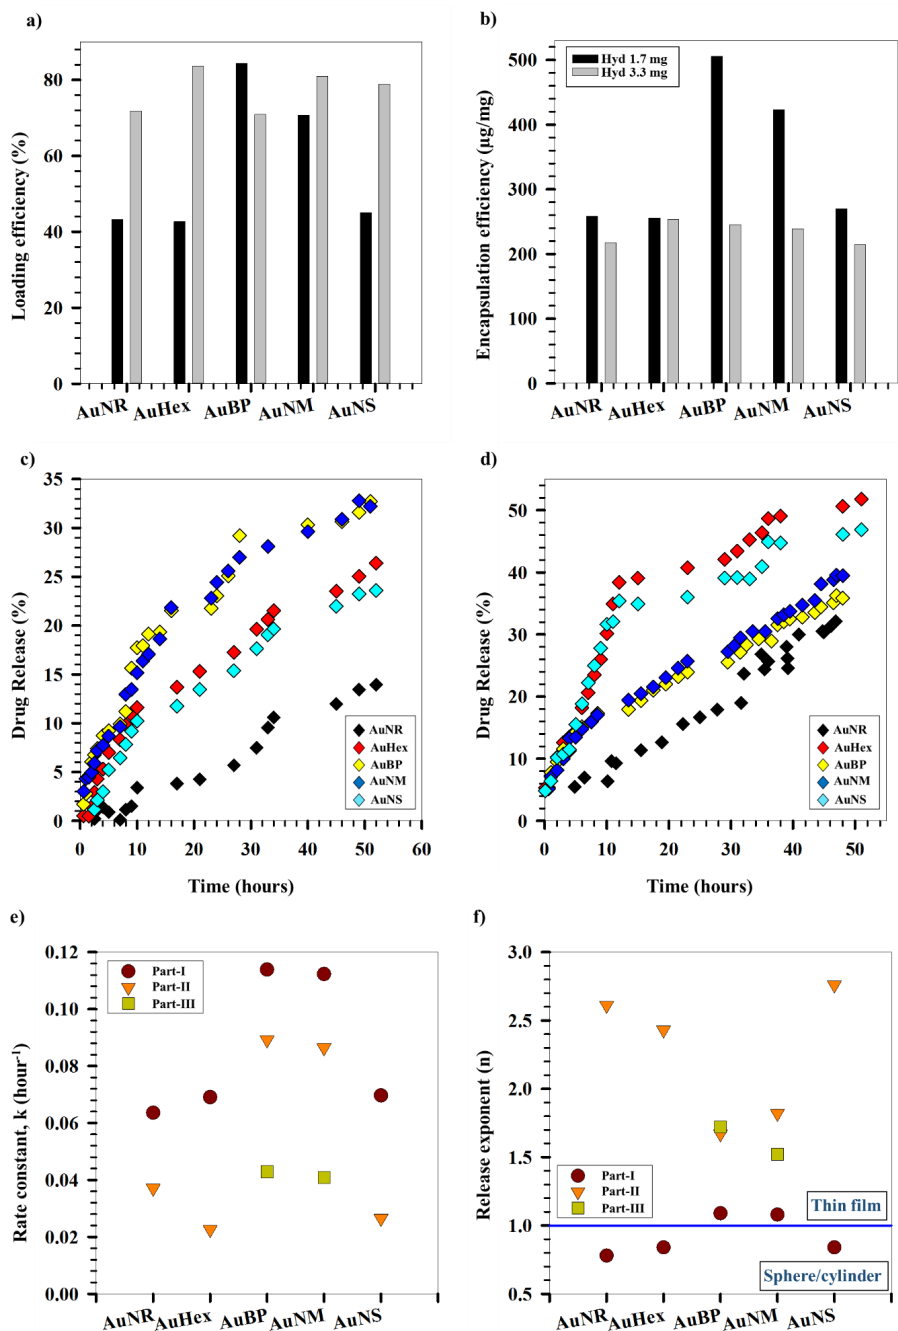 a)
Loading efficiency (%)
80
60
40
20
0
AuNR AuHex AuBP AuNM AuNS
b)
Encapsulation efficiency (µg/mg)
Hyd 1.7 mg
Hyd 3.3 mg
500
400
300
200
100
0
AuNR AuHex AuBP AuNM AuNS
c)
Drug Release (%)
35
30
25
20
15
10
5
0
AuNR
AuHex
AuBP
AuNM
AuNS
0 10 20 30 40 50 60
Time (hours)
d)
Drug Release (%)
50
40
30
20
10
0
AuNR
AuHex
AuBP
AuNM
AuNS
0 10 20 30 40 50
Time (hours)
e)
Rate constant, k (hour⁻¹)
0.12
0.10
0.08
0.06
0.04
0.02
0.00
Part-I
Part-II
Part-III
AuNR AuHex AuBP AuNM AuNS
f)
Release exponent (n)
3.0
2.5
2.0
1.5
1.0
0.5
Part-I
Part-II
Part-III
Thin film
Sphere/cylinder
AuNR AuHex AuBP AuNM AuNS